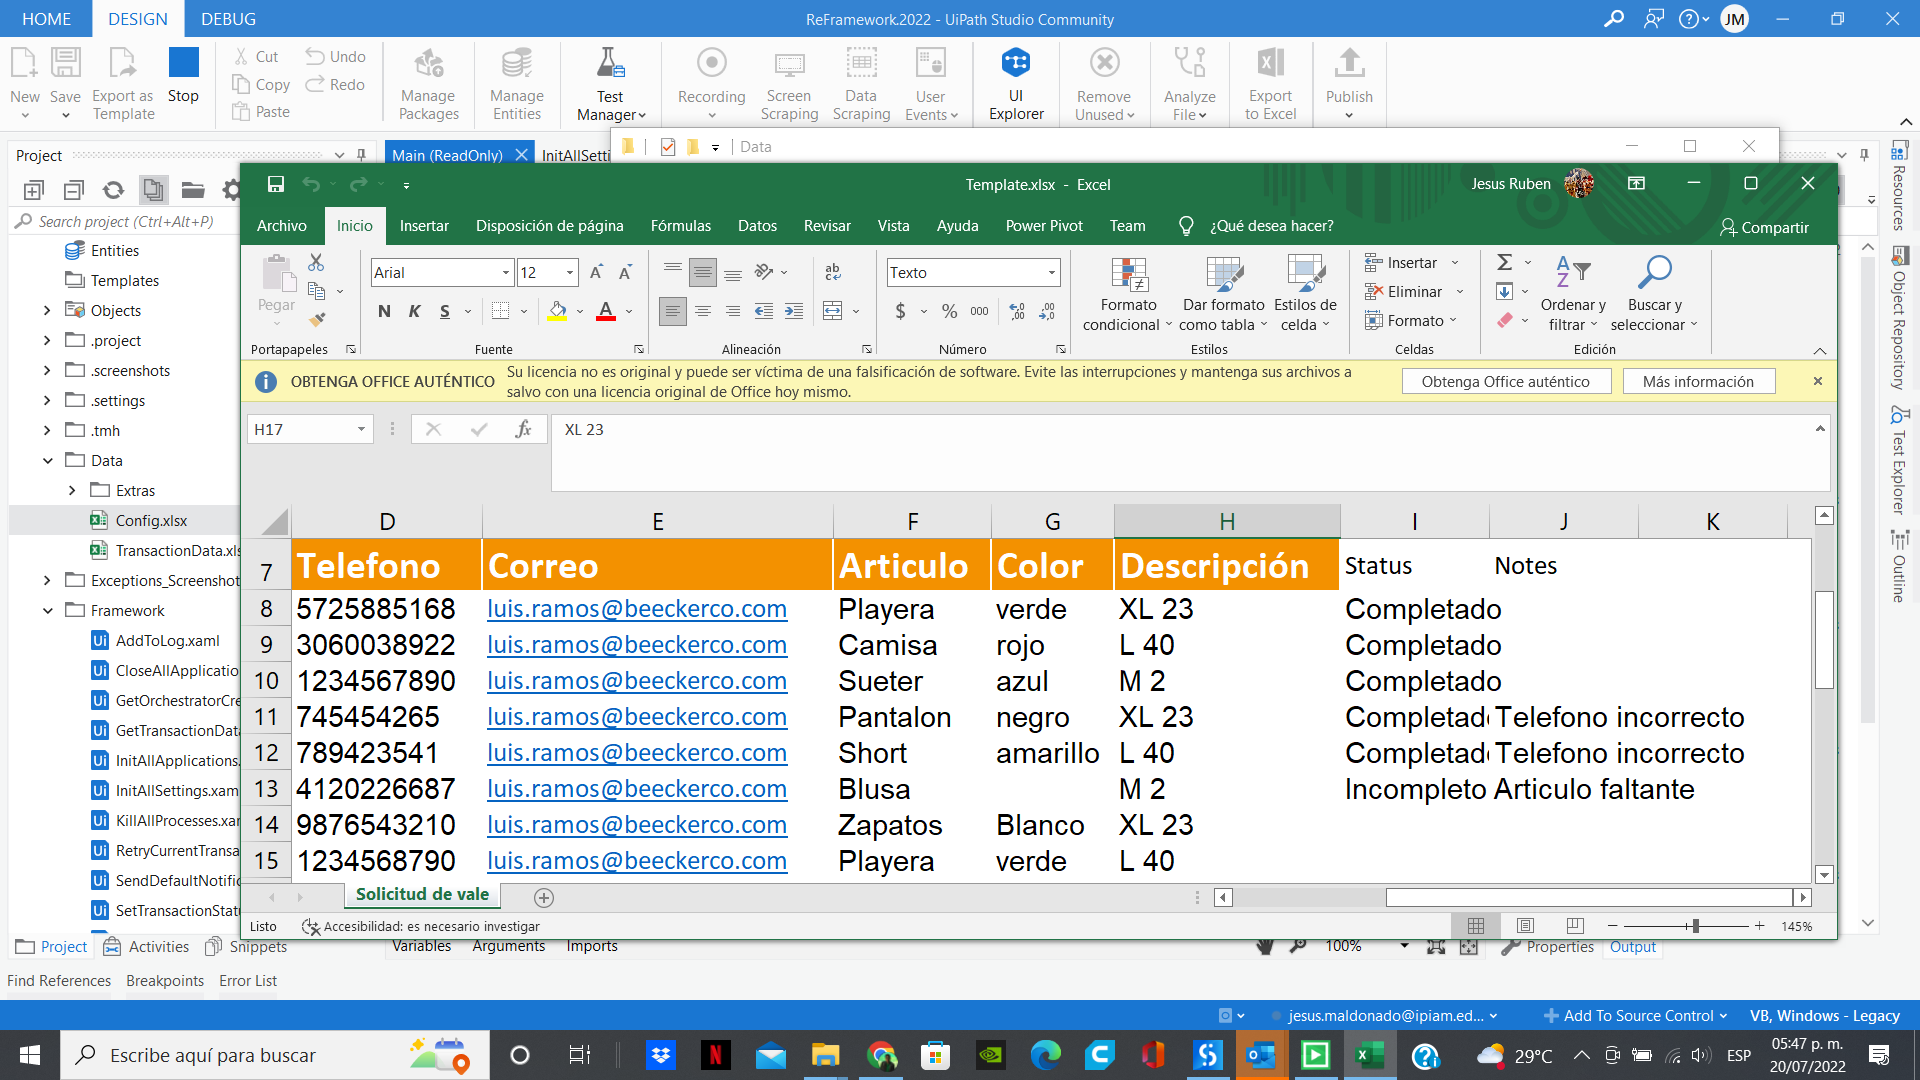 HOME DESIGN DEBUG ReFramework.2022 - UiPath Studio Community JM
New Save Export as Template Stop Cut Copy Paste Undo Redo Manage Packages Manage Entities Test Manager Recording Screen Scraping Data Scraping User Events UI Explorer Remove Unused Analyze File Export to Excel Publish
Project Main (ReadOnly) InitAllSetti Data
Search project (Ctrl+Alt+P)
Entities
Templates
Objects
.project
.screenshots
.settings
.tmh
Data
Extras
Config.xlsx
TransactionData.xls
Exceptions_Screenshot
Framework
AddToLog.xaml
CloseAllApplicatio
GetOrchestratorCre
GetTransactionData
InitAllApplications.
InitAllSettings.xam
KillAllProcesses.xam
RetryCurrentTransa
SendDefaultNotific
SetTransactionStatu
Template.xlsx - Excel Jesus Ruben
Archivo Inicio Insertar Disposición de página Fórmulas Datos Revisar Vista Ayuda Power Pivot Team ¿Qué desea hacer? Compartir
Pegar Arial 12 N K S ab Texto $ % 000 Formato condicional Dar formato como tabla Estilos de celda Insertar Eliminar Formato Ordenar y filtrar Buscar y seleccionar
Portapapeles Fuente Alineación Número Estilos Celdas Edición
OBTENGA OFFICE AUTÉNTICO Su licencia no es original y puede ser víctima de una falsificación de software. Evite las interrupciones y mantenga sus archivos a
salvo con una licencia original de Office hoy mismo. Obtenga Office auténtico Más información
H17 fx XL 23
D E F G H I J K
7 Telefono Correo Articulo Color Descripción Status Notes
8 5725885168 luis.ramos@beeckerco.com Playera verde XL 23 Completado
9 3060038922 luis.ramos@beeckerco.com Camisa rojo L 40 Completado
10 1234567890 luis.ramos@beeckerco.com Sueter azul M 2 Completado
11 745454265 luis.ramos@beeckerco.com Pantalon negro XL 23 Completado Telefono incorrecto
12 789423541 luis.ramos@beeckerco.com Short amarillo L 40 Completado Telefono incorrecto
13 4120226687 luis.ramos@beeckerco.com Blusa M 2 Incompleto Articulo faltante
14 9876543210 luis.ramos@beeckerco.com Zapatos Blanco XL 23
15 1234568790 luis.ramos@beeckerco.com Playera verde L 40
Solicitud de vale
Listo Accesibilidad: es necesario investigar 145%
Resources
Object Repository
Test Explorer
Outline
Project Activities Snippets Variables Arguments Imports 100% Properties Output
Find References Breakpoints Error List
jesus.maldonado@ipiam.ed... Add To Source Control VB, Windows - Legacy
Escribe aquí para buscar 29°C ESP 05:47 p. m.
20/07/2022